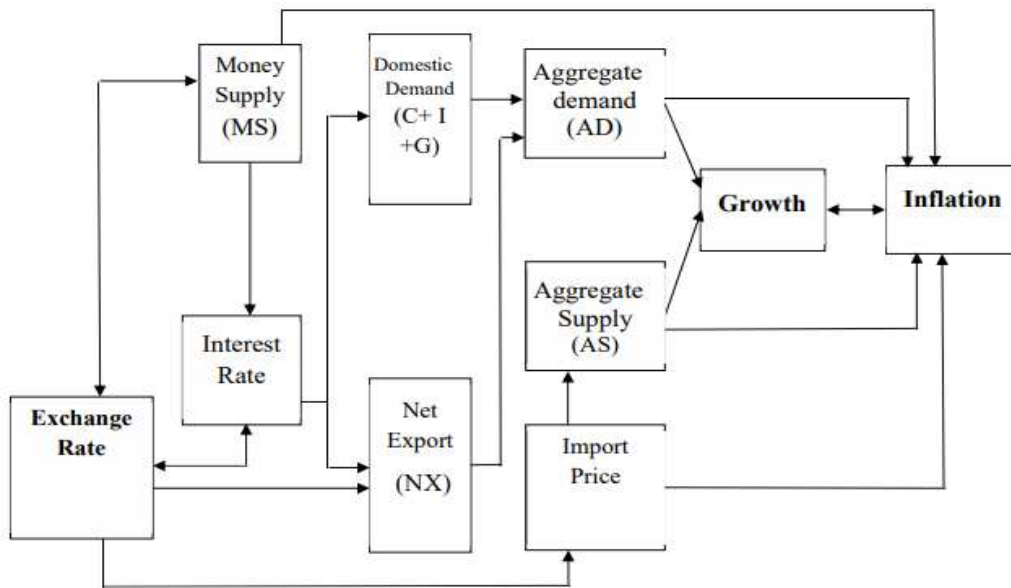 Money
Supply
(MS)
Domestic
Demand
(C+ I
+G)
Aggregate
demand
(AD)
Growth
Inflation
Aggregate
Supply
(AS)
Interest
Rate
Exchange
Rate
Net
Export
(NX)
Import
Price